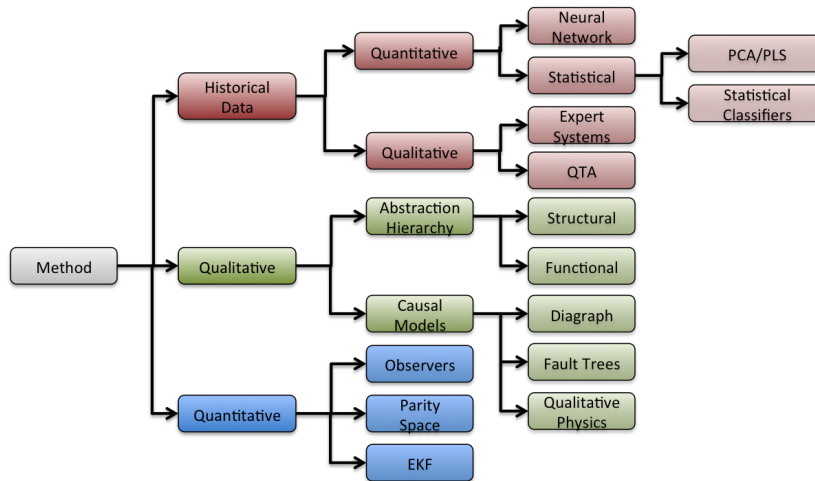 Neural
Network
Quantitative
PCA/PLS
Statistical
Historical
Data
Statistical
Classifiers
Expert
Systems
Qualitative
QTA
Abstraction
Hierarchy
Structural
Method
Qualitative
Functional
Causal
Models
Diagraph
Observers
Fault Trees
Quantitative
Parity
Space
Qualitative
Physics
EKF